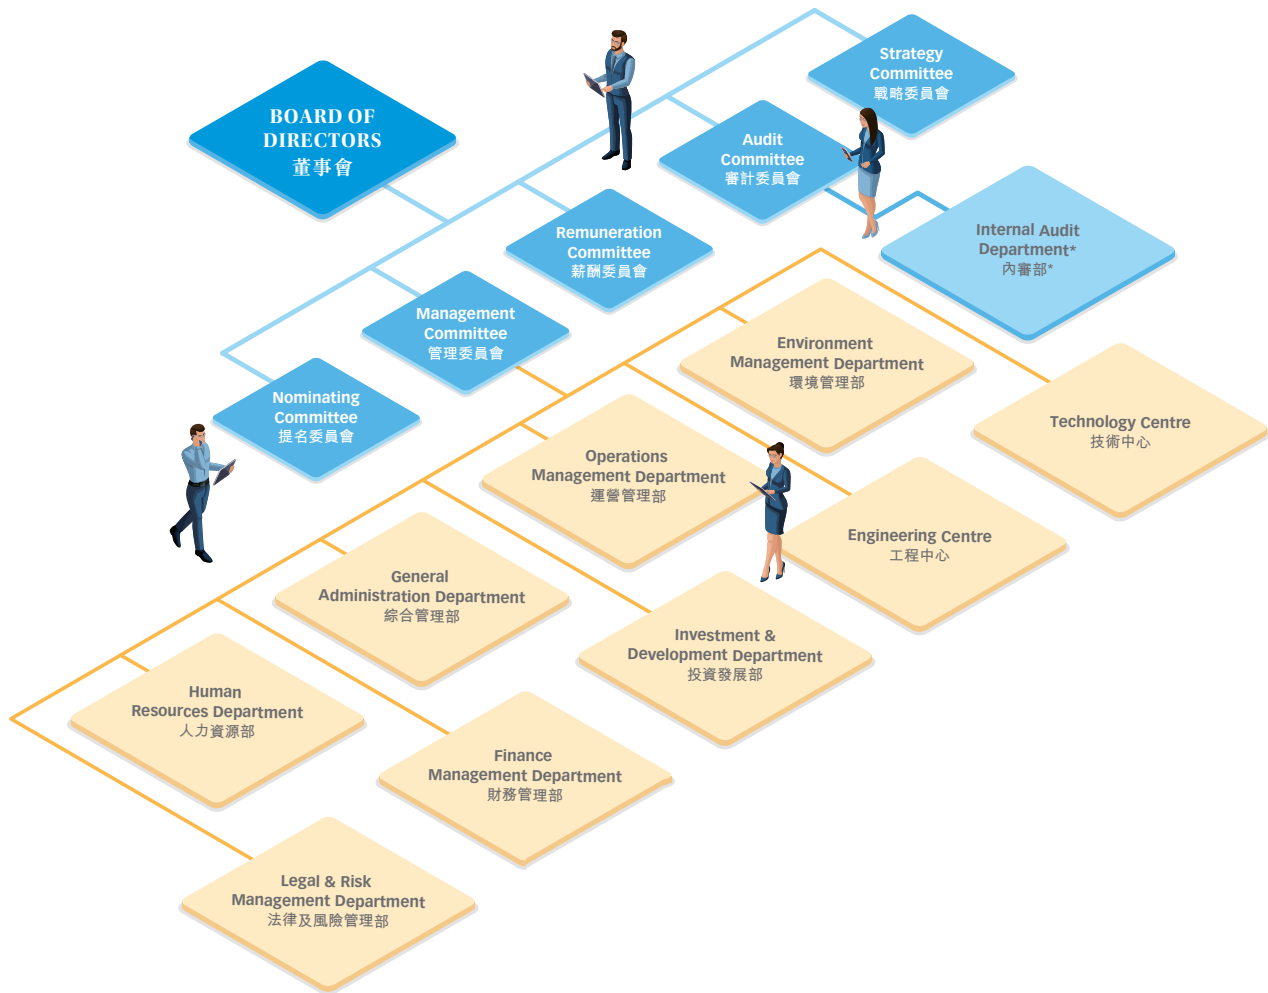 BOARD OF
DIRECTORS
董事會
Strategy
Committee
戰略委員會
Audit
Committee
審計委員會
Internal Audit
Department*
內審部*
Remuneration
Committee
薪酬委員會
Management
Committee
管理委員會
Nominating
Committee
提名委員會
Environment
Management Department
環境管理部
Technology Centre
技術中心
Operations
Management Department
運營管理部
Engineering Centre
工程中心
General
Administration Department
綜合管理部
Investment &
Development Department
投資發展部
Human
Resources Department
人力資源部
Finance
Management Department
財務管理部
Legal & Risk
Management Department
法律及風險管理部